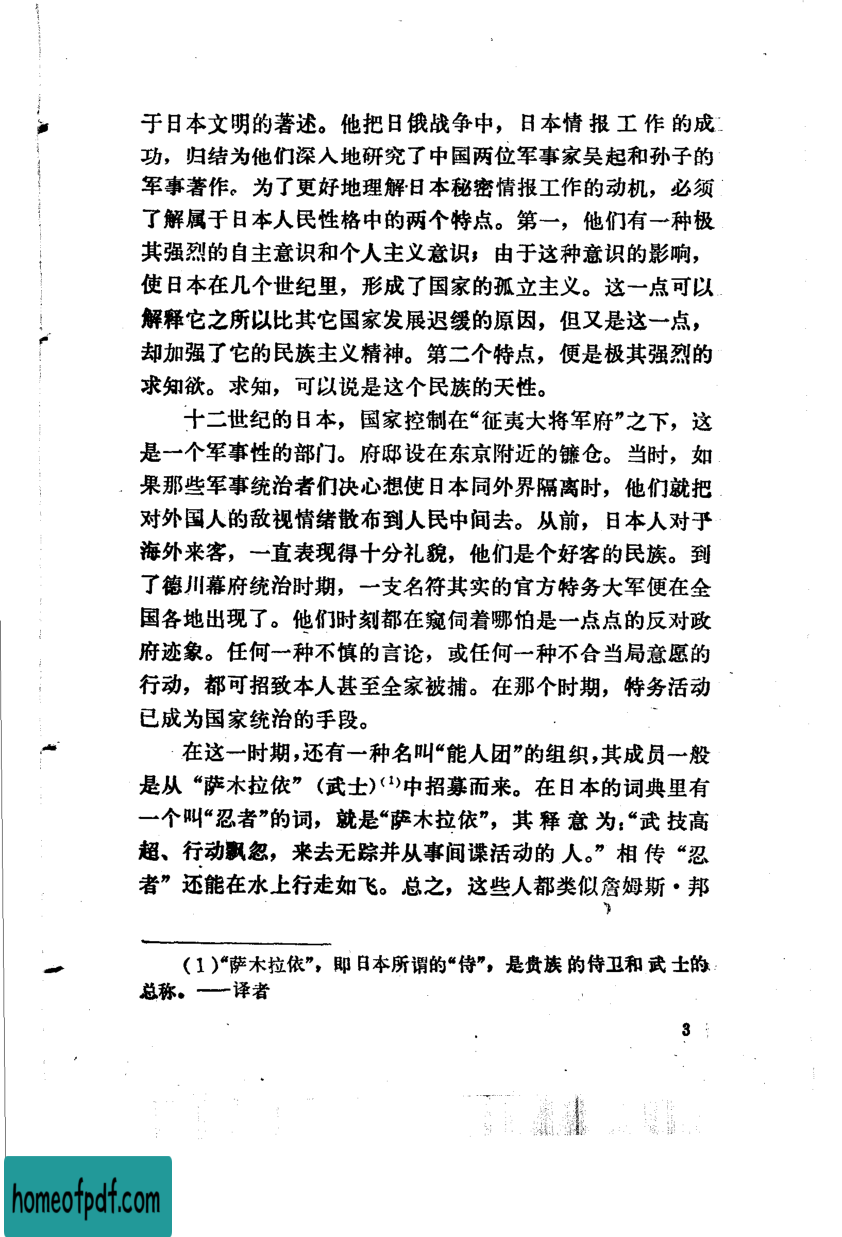 于日本文明的著述。他把日俄战争中，日本情报工作的成
功，归结为他们深入地研究了中国两位军事家吴起和孙子的
军事著作。为了更好地理解日本秘密情报工作的动机，必须
了解属于日本人民性格中的两个特点。第一，他们有一种极
其强烈的自主意识和个人主义意识；由于这种意识的影响，
使日本在几个世纪里，形成了国家的孤立主义。这一点可以
解释它之所以比其它国家发展迟缓的原因，但又是这一点，
却加强了它的民族主义精神。第二个特点，便是极其强烈的
求知欲。求知，可以说是这个民族的天性。
十二世纪的日本，国家控制在“征夷大将军府”之下，这
是一个军事性的部门。府邸设在东京附近的镰仓。当时，如
果那些军事统治者们决心想使日本同外界隔离时，他们就把
对外国人的敌视情绪散布到人民中间去。从前，日本人对于
海外来客，一直表现得十分礼貌，他们是个好客的民族。到
了德川幕府统治时期，一支名符其实的官方特务大军便在全
国各地出现了。他们时刻都在窥伺着哪怕是一点点的反对政
府迹象。任何一种不慎的言论，或任何一种不合当局意愿的
行动，都可招致本人甚至全家被捕。在那个时期，特务活动
已成为国家统治的手段。
在这一时期，还有一种名叫“能人团”的组织，其成员一般
是从“萨木拉依”（武士）⁽¹⁾中招募而来。在日本的词典里有
一个叫“忍者”的词，就是“萨木拉依”，其释意为：“武技高
超、行动飘忽，来去无踪并从事间谍活动的人。”相传“忍
者”还能在水上行走如飞。总之，这些人都类似詹姆斯·邦
(1)“萨木拉依”，即日本所谓的“侍”，是贵族的侍卫和武士的
总称。——译者
3
homeofpdf.com